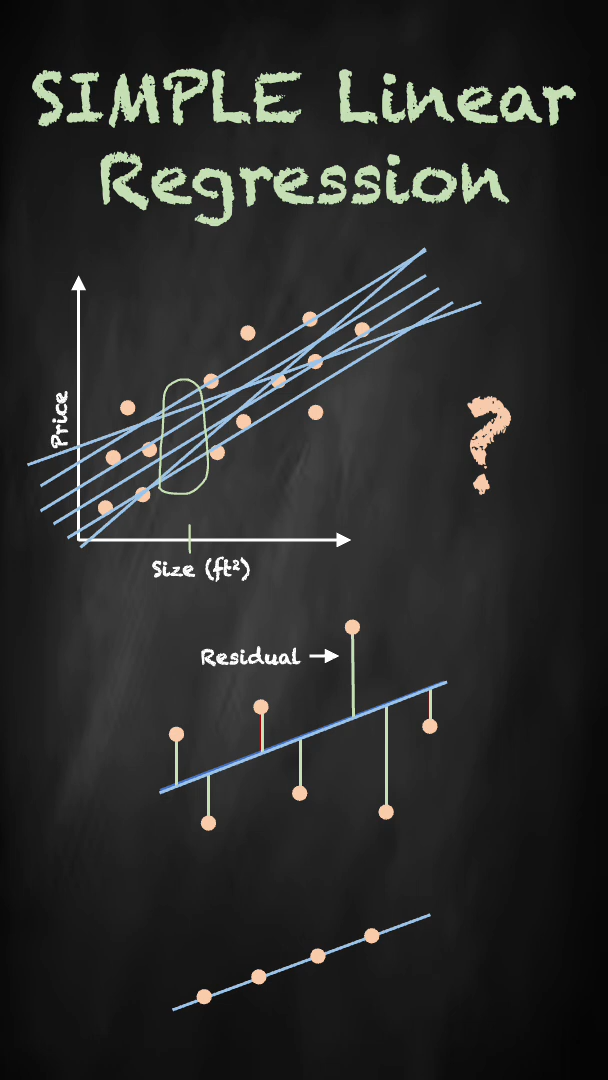 SIMPLE Linear
Regression
Price
?
Size (ft²)
Residual